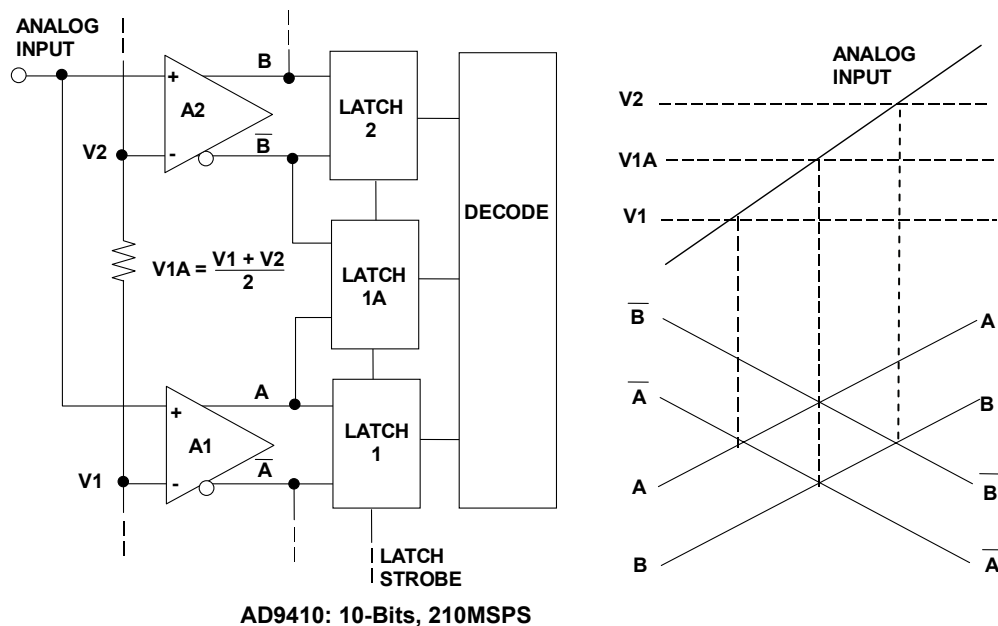 ANALOG
INPUT
+
A2
-
V2
B
B̅
LATCH
2
V1A = V1 + V2
2
LATCH
1A
DECODE
+
A1
-
V1
A
A̅
LATCH
1
LATCH
STROBE
AD9410: 10-Bits, 210MSPS
ANALOG
INPUT
V2
V1A
V1
B̅
A̅
A
B
A
B
B̅
A̅